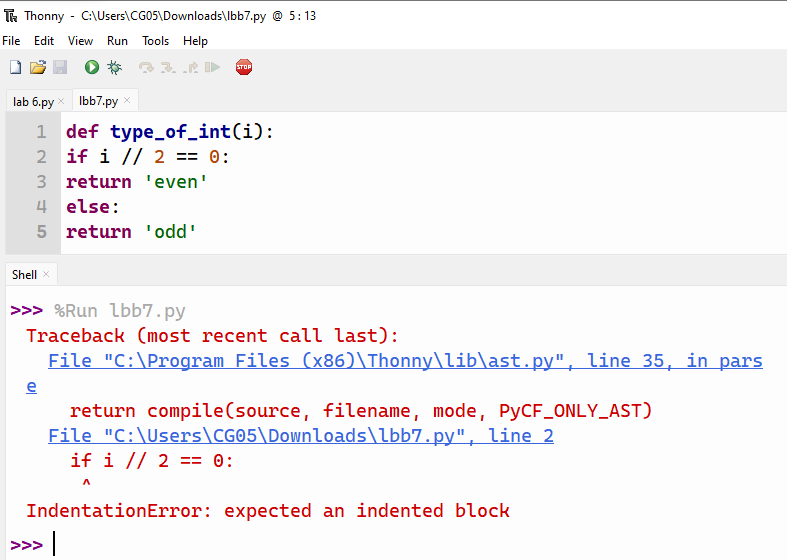 Thonny - C:\Users\CG05\Downloads\lbb7.py @ 5:13
File Edit View Run Tools Help
STOP
lab 6.py × lbb7.py ×
1 def type_of_int(i):
2 if i // 2 == 0:
3 return 'even'
4 else:
5 return 'odd'
Shell ×
>>> %Run lbb7.py
Traceback (most recent call last):
File "C:\Program Files (x86)\Thonny\lib\ast.py", line 35, in pars
e
return compile(source, filename, mode, PyCF_ONLY_AST)
File "C:\Users\CG05\Downloads\lbb7.py", line 2
if i // 2 == 0:
^
IndentationError: expected an indented block
>>>